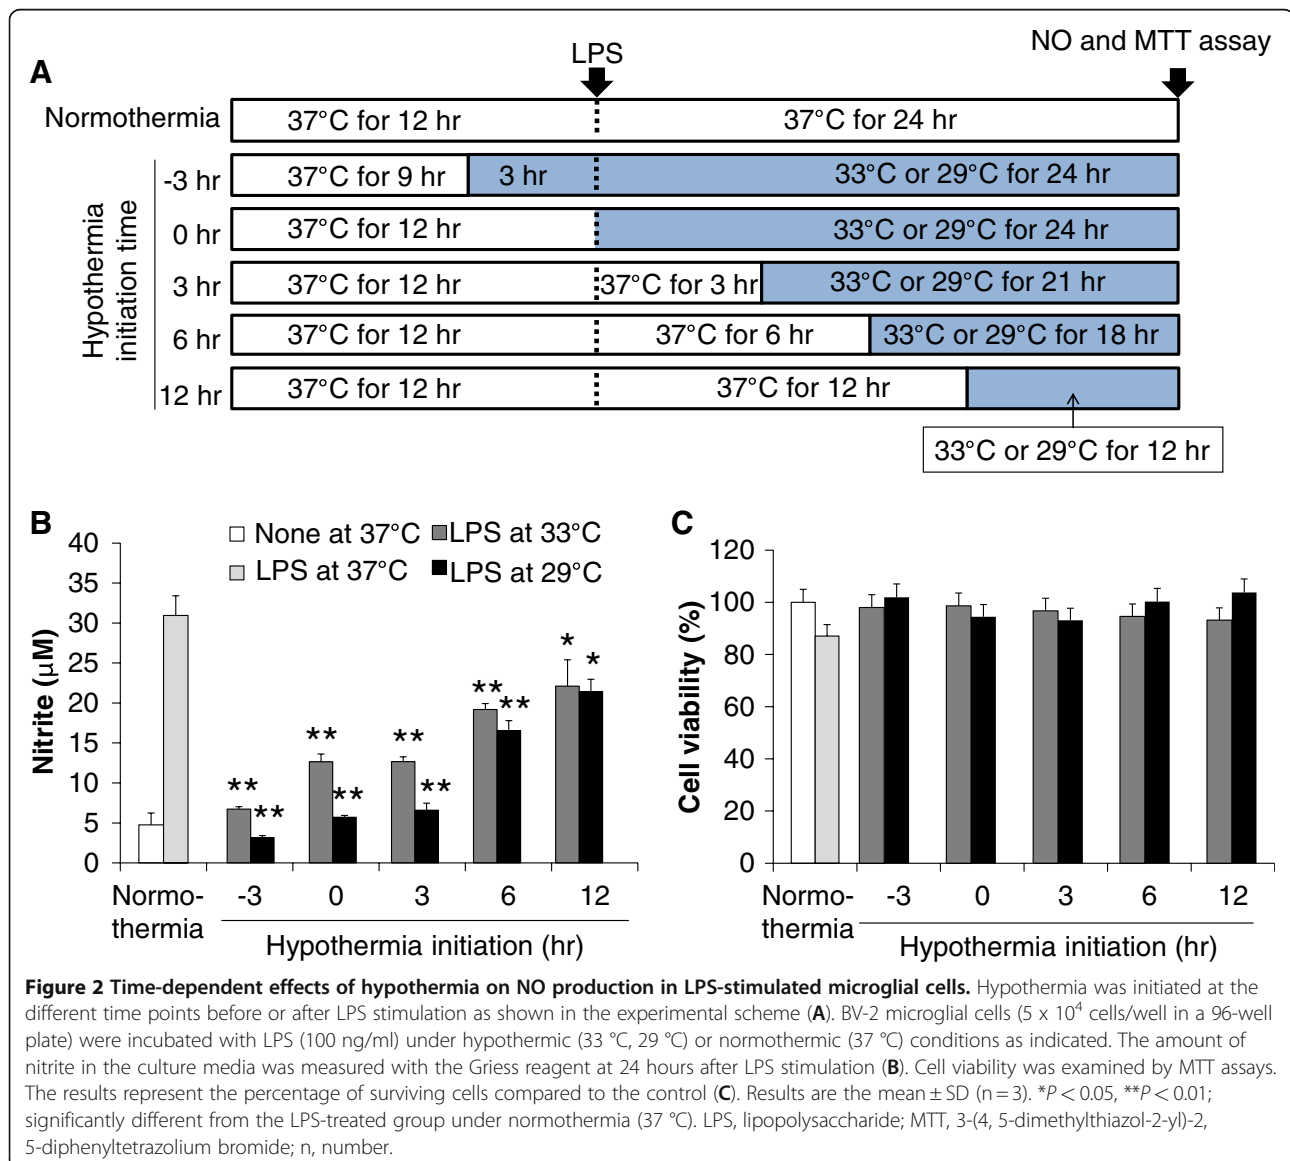 A
LPS
NO and MTT assay
Normothermia
37°C for 12 hr
37°C for 24 hr
Hypothermia
initiation time
-3 hr
37°C for 9 hr
3 hr
33°C or 29°C for 24 hr
0 hr
37°C for 12 hr
33°C or 29°C for 24 hr
3 hr
37°C for 12 hr
37°C for 3 hr
33°C or 29°C for 21 hr
6 hr
37°C for 12 hr
37°C for 6 hr
33°C or 29°C for 18 hr
12 hr
37°C for 12 hr
37°C for 12 hr
33°C or 29°C for 12 hr
B
None at 37°C
LPS at 33°C
LPS at 37°C
LPS at 29°C
Nitrite (µM)
40
35
30
25
20
15
10
5
0
**
**
**
**
**
**
**
**
*
*
Normo-
thermia
-3
0
3
6
12
Hypothermia initiation (hr)
C
Cell viability (%)
120
100
80
60
40
20
0
Normo-
thermia
-3
0
3
6
12
Hypothermia initiation (hr)
Figure 2 Time-dependent effects of hypothermia on NO production in LPS-stimulated microglial cells. Hypothermia was initiated at the
different time points before or after LPS stimulation as shown in the experimental scheme (A). BV-2 microglial cells (5 x 10⁴ cells/well in a 96-well
plate) were incubated with LPS (100 ng/ml) under hypothermic (33 °C, 29 °C) or normothermic (37 °C) conditions as indicated. The amount of
nitrite in the culture media was measured with the Griess reagent at 24 hours after LPS stimulation (B). Cell viability was examined by MTT assays.
The results represent the percentage of surviving cells compared to the control (C). Results are the mean ± SD (n = 3). *P < 0.05, **P < 0.01;
significantly different from the LPS-treated group under normothermia (37 °C). LPS, lipopolysaccharide; MTT, 3-(4, 5-dimethylthiazol-2-yl)-2,
5-diphenyltetrazolium bromide; n, number.